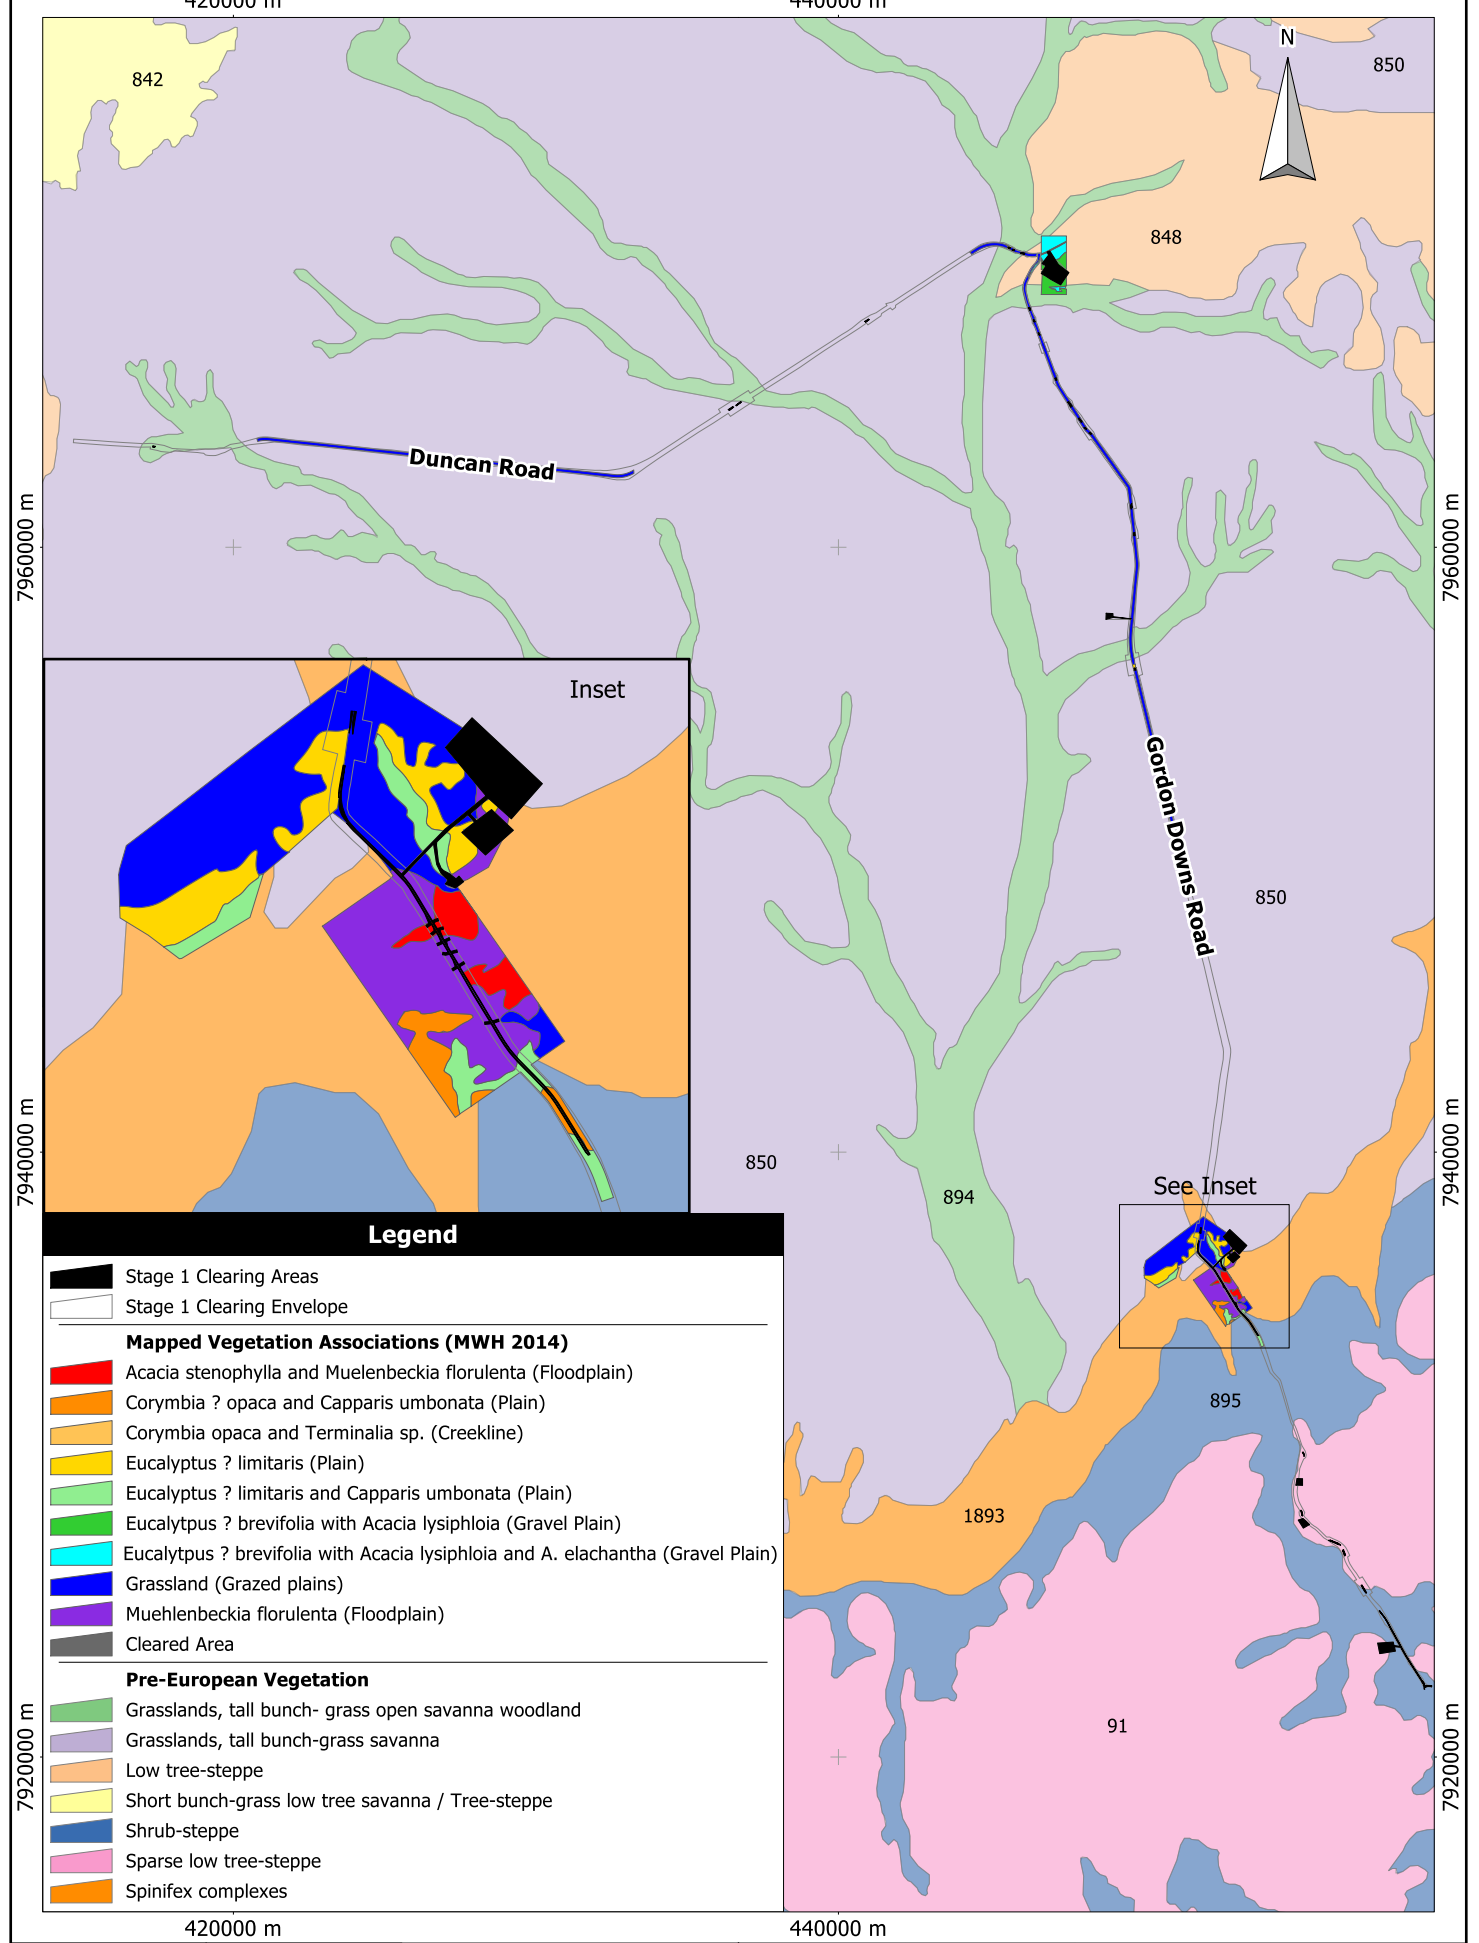 420000 m
440000 m
N
850
842
848
Duncan Road
7960000 m
7960000 m
Inset
Gordon Downs Road
850
7940000 m
7940000 m
850
See Inset
894
Legend
Stage 1 Clearing Areas
Stage 1 Clearing Envelope
Mapped Vegetation Associations (MWH 2014)
Acacia stenophylla and Muelenbeckia florulenta (Floodplain)
Corymbia ? opaca and Capparis umbonata (Plain)
895
Corymbia opaca and Terminalia sp. (Creekline)
Eucalyptus ? limitaris (Plain)
Eucalyptus ? limitaris and Capparis umbonata (Plain)
1893
Eucalytpus ? brevifolia with Acacia lysiphloia (Gravel Plain)
Eucalytpus ? brevifolia with Acacia lysiphloia and A. elachantha (Gravel Plain)
Grassland (Grazed plains)
Muehlenbeckia florulenta (Floodplain)
Cleared Area
Pre-European Vegetation
Grasslands, tall bunch- grass open savanna woodland
91
Grasslands, tall bunch-grass savanna
7920000 m
7920000 m
Low tree-steppe
Short bunch-grass low tree savanna / Tree-steppe
Shrub-steppe
Sparse low tree-steppe
Spinifex complexes
420000 m
440000 m